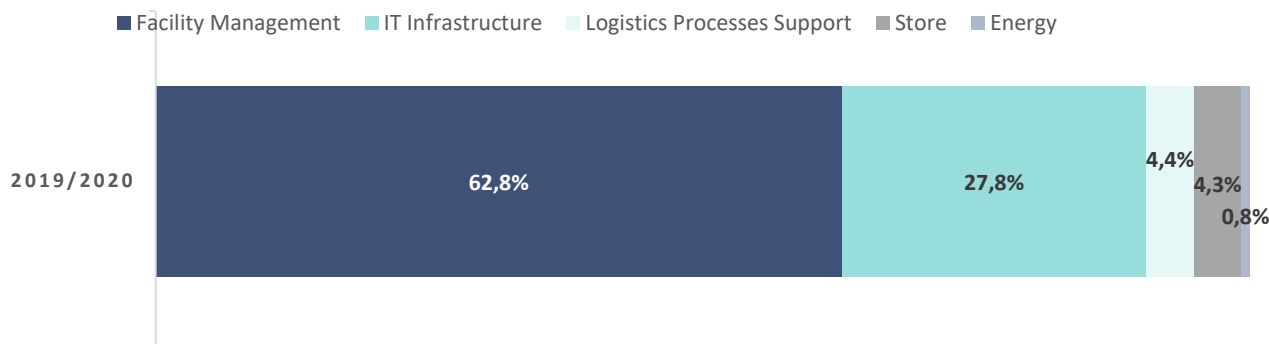 Facility Management IT Infrastructure Logistics Processes Support Store Energy
4,4%
2019/2020 62,8% 27,8% 4,3%
0,8%